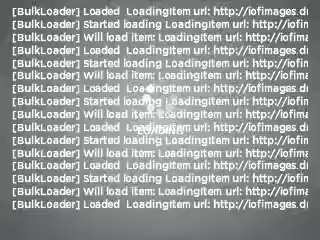 [BulkLoader] Loaded LoadingItem url: http://iofimages.d
[BulkLoader] Started loading LoadingItem url: http://iofima
[BulkLoader] Will load item: LoadingItem url: http://iofima
[BulkLoader] Loaded LoadingItem url: http://iofimages.d
[BulkLoader] Started loading LoadingItem url: http://iofima
[BulkLoader] Will load item: LoadingItem url: http://iofima
[BulkLoader] Loaded LoadingItem url: http://iofimages.d
[BulkLoader] Started loading LoadingItem url: http://iofima
[BulkLoader] Will load item: LoadingItem url: http://iofima
[BulkLoader] Loaded LoadingItem url: http://iofimages.d
[BulkLoader] Started loading LoadingItem url: http://iofima
[BulkLoader] Will load item: LoadingItem url: http://iofima
[BulkLoader] Loaded LoadingItem url: http://iofimages.d
[BulkLoader] Started loading LoadingItem url: http://iofima
[BulkLoader] Will load item: LoadingItem url: http://iofima
[BulkLoader] Loaded LoadingItem url: http://iofimages.d